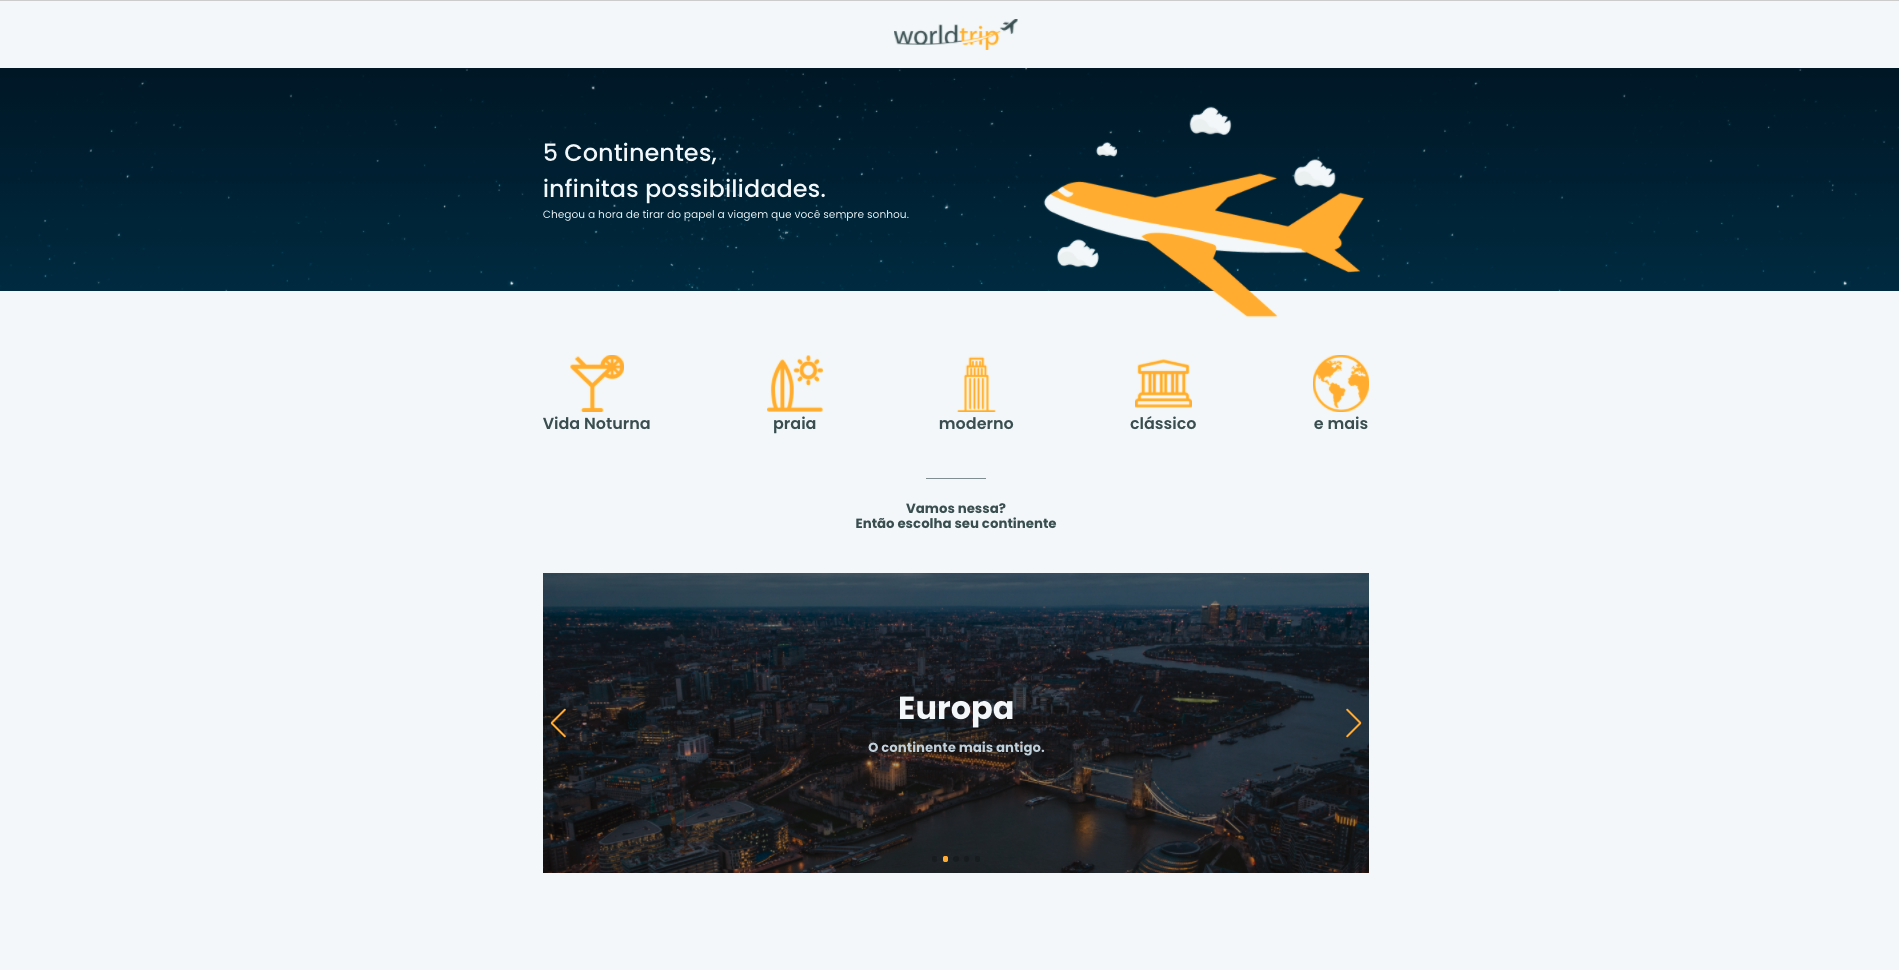 worldtrip
5 Continentes,
infinitas possibilidades.
Chegou a hora de tirar do papel a viagem que você sempre sonhou.
Vida Noturna
praia
moderno
clássico
e mais
Vamos nessa?
Então escolha seu continente
Europa
O continente mais antigo.